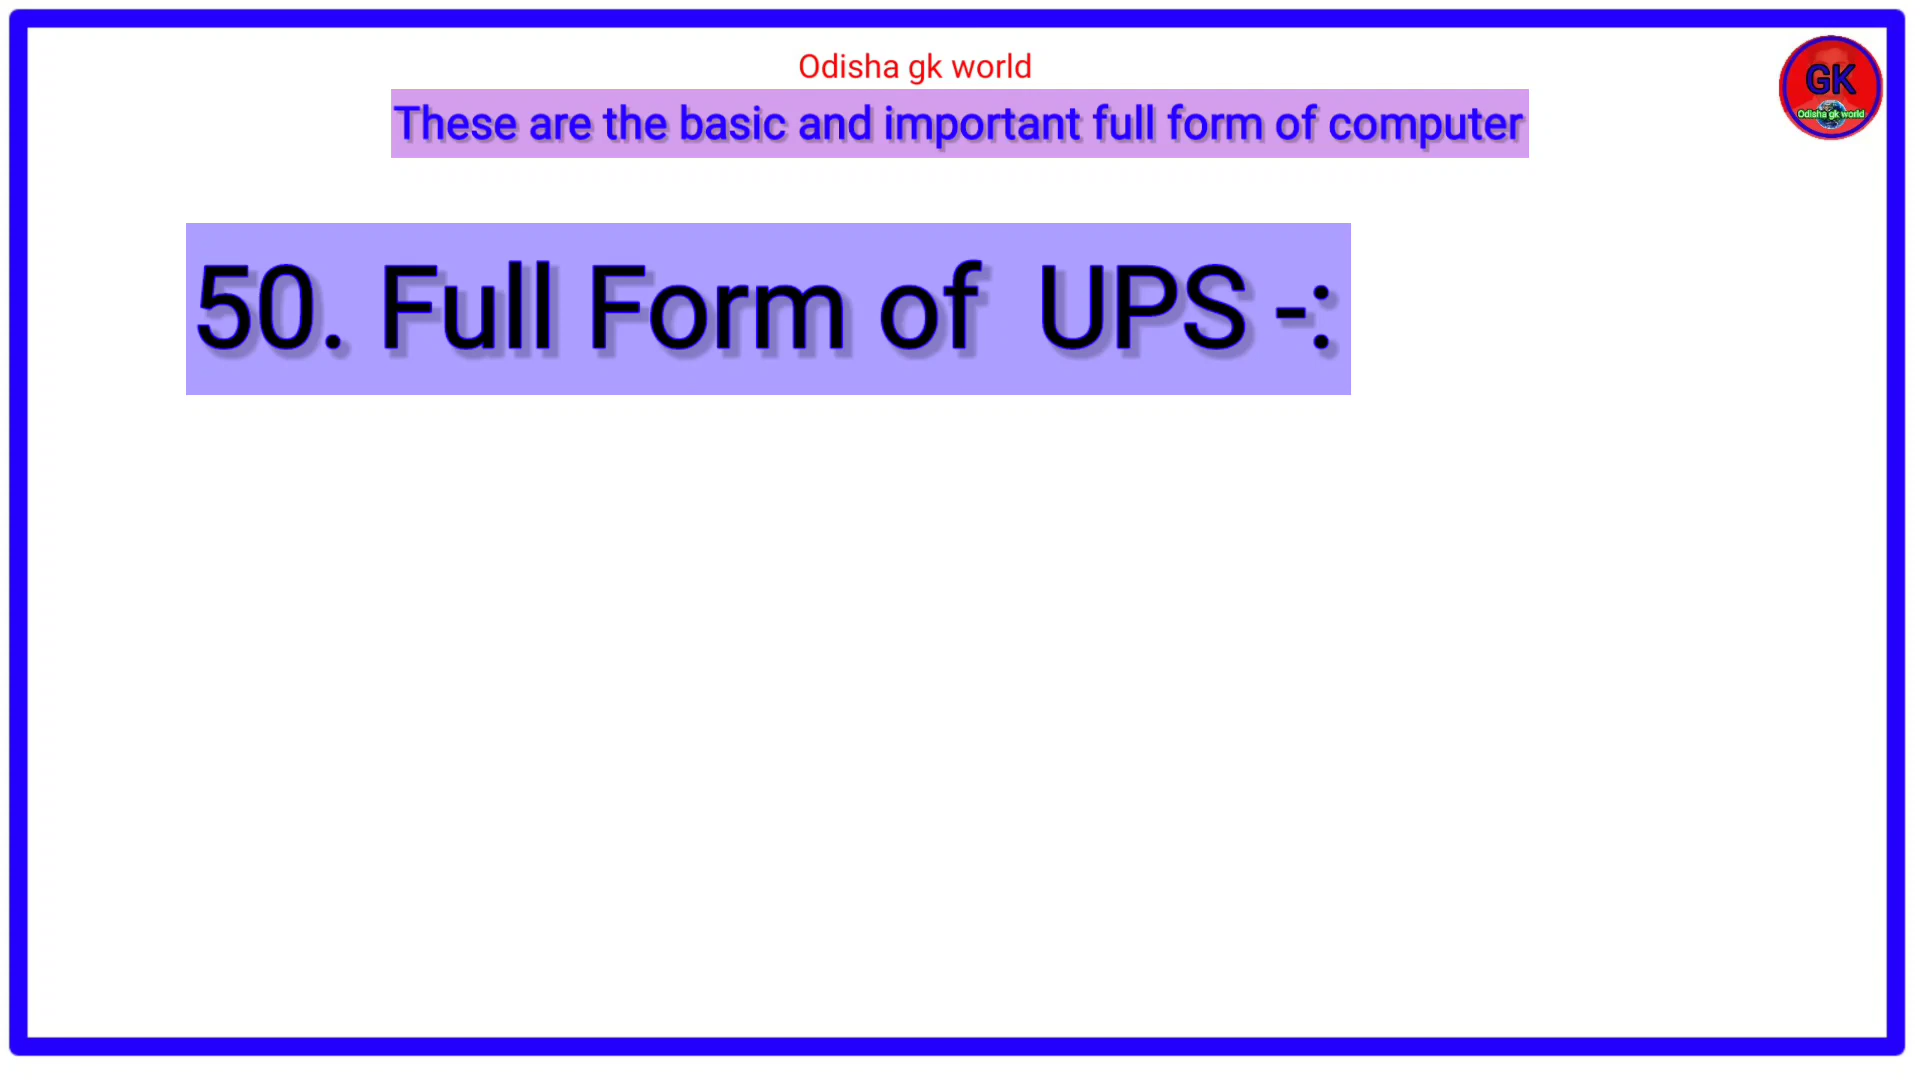 Odisha gk world
These are the basic and important full form of computer
GK
Odisha gk world
50. Full Form of  UPS -: